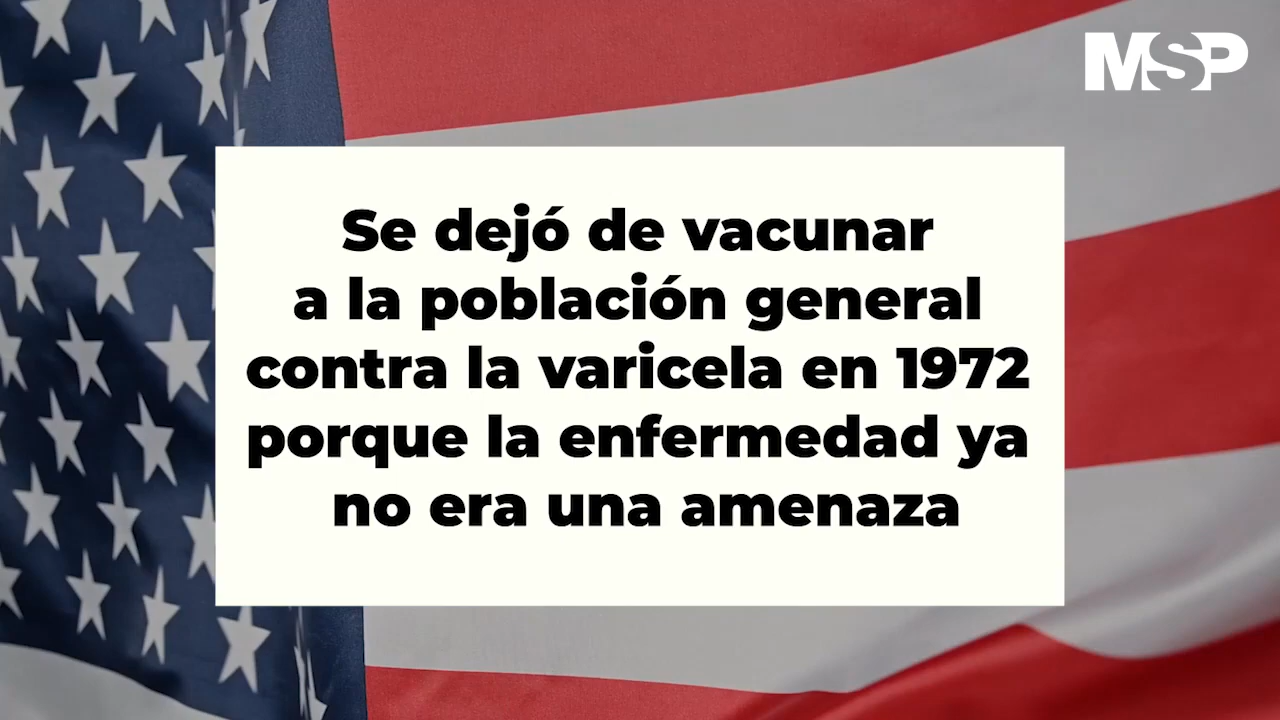 MSP
Se dejó de vacunar
a la población general
contra la varicela en 1972
porque la enfermedad ya
no era una amenaza